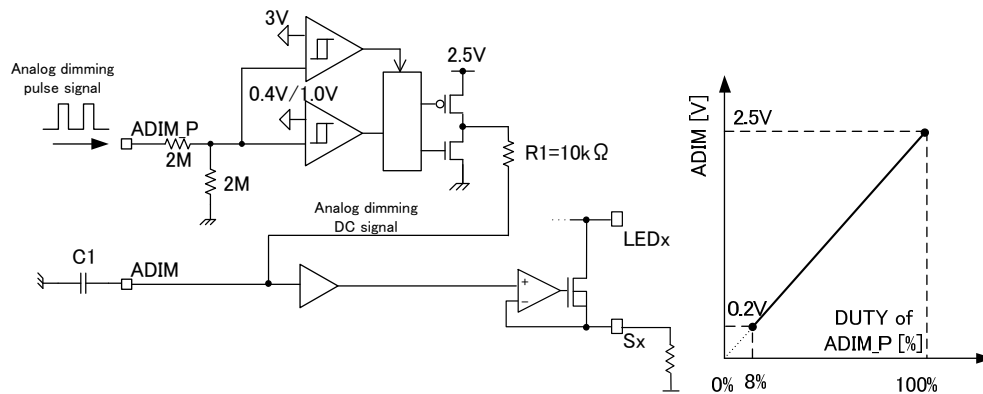 3V
Analog dimming
pulse signal
0.4V/1.0V
2.5V
ADIM_P
2M
2M
R1=10kΩ
Analog dimming
DC signal
LEDx
C1
ADIM
+
−
Sx
ADIM [V]
2.5V
0.2V
DUTY of
ADIM_P [%]
0%
8%
100%